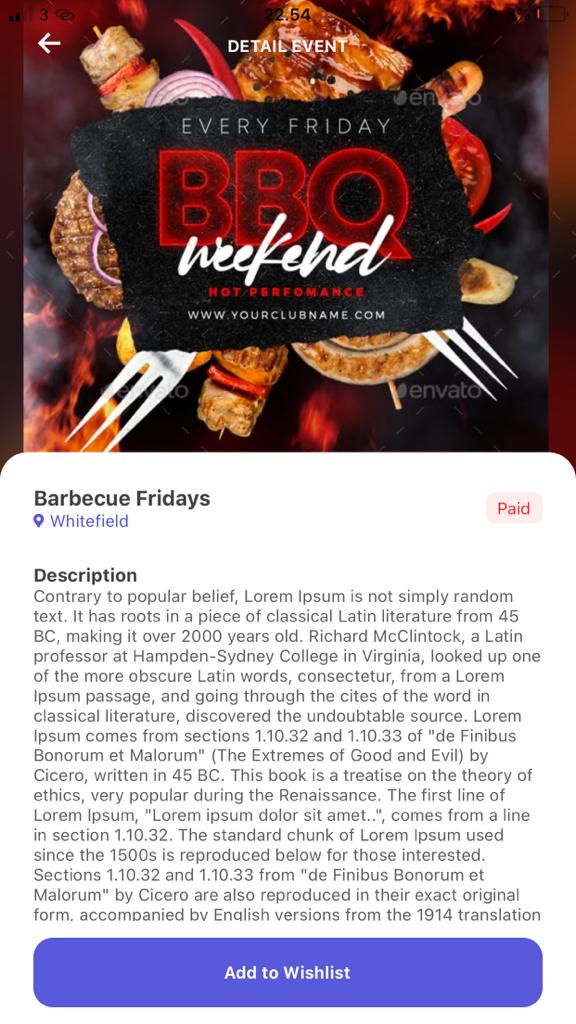 3
22.54
8%
DETAIL EVENT
envato
EVERY FRIDAY
BBQ
weekend
HOT PERFOMANCE
WWW.YOURCLUBNAME.COM
envato
envato
Barbecue Fridays
Whitefield
Paid
Description
Contrary to popular belief, Lorem Ipsum is not simply random
text. It has roots in a piece of classical Latin literature from 45
BC, making it over 2000 years old. Richard McClintock, a Latin
professor at Hampden-Sydney College in Virginia, looked up one
of the more obscure Latin words, consectetur, from a Lorem
Ipsum passage, and going through the cites of the word in
classical literature, discovered the undoubtable source. Lorem
Ipsum comes from sections 1.10.32 and 1.10.33 of "de Finibus
Bonorum et Malorum" (The Extremes of Good and Evil) by
Cicero, written in 45 BC. This book is a treatise on the theory of
ethics, very popular during the Renaissance. The first line of
Lorem Ipsum, "Lorem ipsum dolor sit amet..", comes from a line
in section 1.10.32. The standard chunk of Lorem Ipsum used
since the 1500s is reproduced below for those interested.
Sections 1.10.32 and 1.10.33 from "de Finibus Bonorum et
Malorum" by Cicero are also reproduced in their exact original
form, accompanied by English versions from the 1914 translation
Add to Wishlist